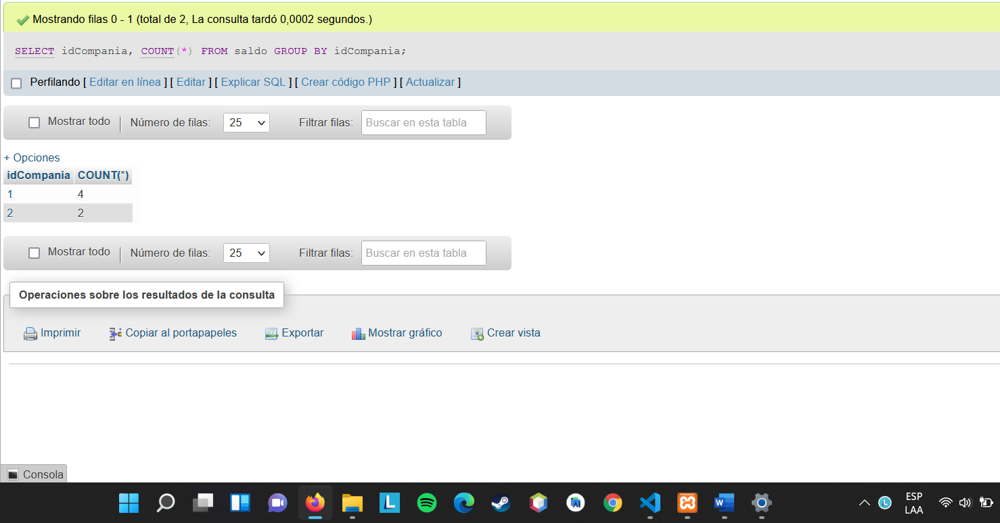 Mostrando filas 0 - 1 (total de 2, La consulta tardó 0,0002 segundos.)
SELECT idCompania, COUNT(*) FROM saldo GROUP BY idCompania;
Perfilando [ Editar en línea ] [ Editar ] [ Explicar SQL ] [ Crear código PHP ] [ Actualizar ]
Mostrar todo | Número de filas: 25 Filtrar filas: Buscar en esta tabla
+ Opciones
idCompania COUNT(*)
1 4
2 2
Mostrar todo | Número de filas: 25 Filtrar filas: Buscar en esta tabla
Operaciones sobre los resultados de la consulta
Imprimir Copiar al portapapeles Exportar Mostrar gráfico Crear vista
Consola
L W L ESP
LAA